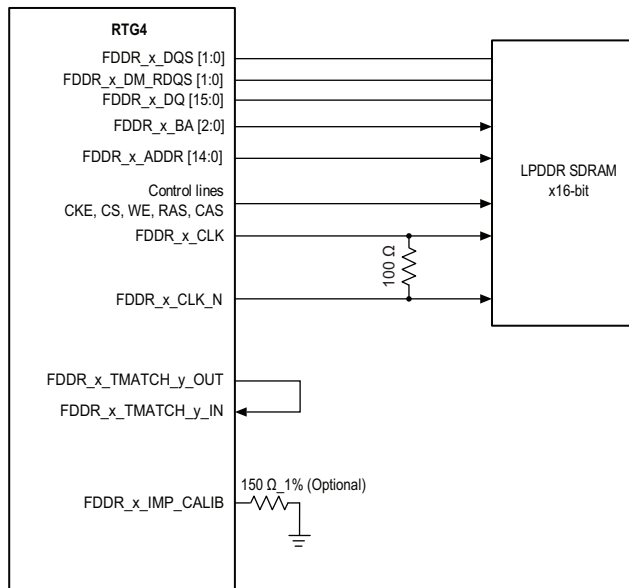 RTG4
FDDR_x_DQS [1:0]
FDDR_x_DM_RDQS [1:0]
FDDR_x_DQ [15:0]
FDDR_x_BA [2:0]
FDDR_x_ADDR [14:0]
Control lines
CKE, CS, WE, RAS, CAS
FDDR_x_CLK
100 Ω
FDDR_x_CLK_N
FDDR_x_TMATCH_y_OUT
FDDR_x_TMATCH_y_IN
150 Ω_1% (Optional)
FDDR_x_IMP_CALIB
LPDDR SDRAM
x16-bit